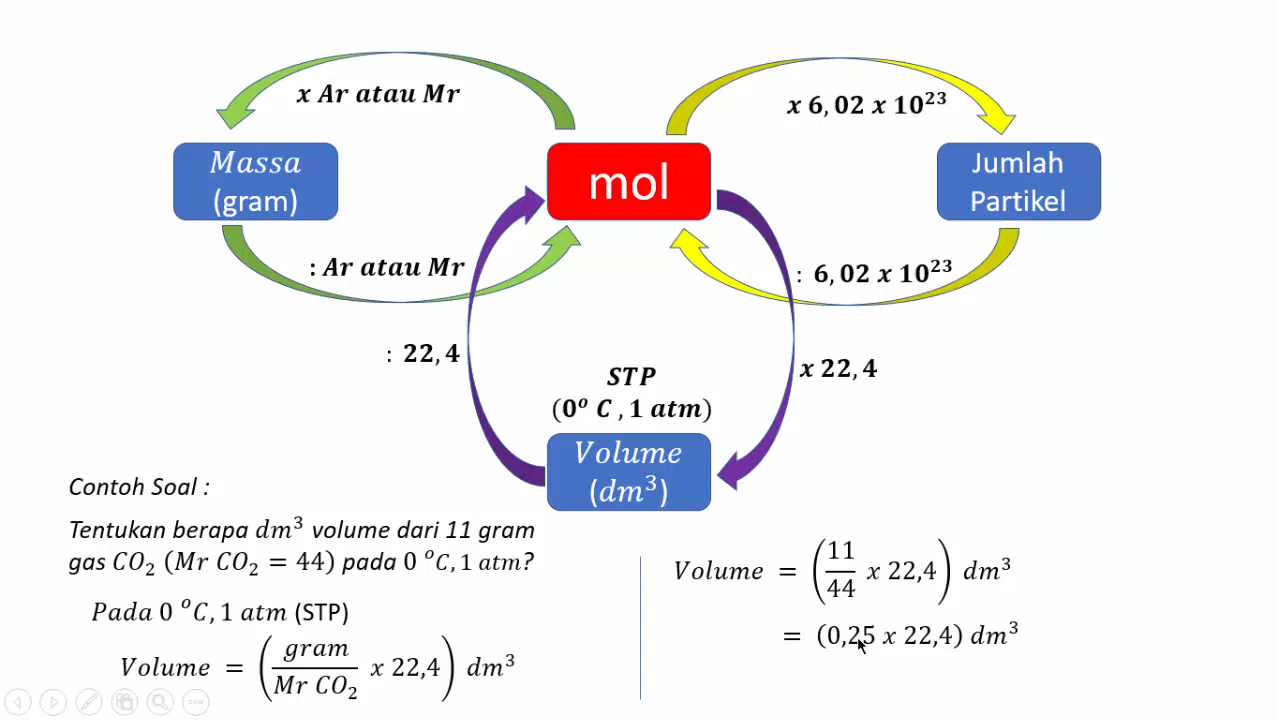 x Ar atau Mr
x 6,02 x 10²³
Massa
(gram)
mol
Jumlah
Partikel
: Ar atau Mr
: 6,02 x 10²³
: 22,4
x 22,4
STP
(0° C , 1 atm)
Volume
(dm³)
Contoh Soal :
Tentukan berapa dm³ volume dari 11 gram
gas CO₂ (Mr CO₂ = 44) pada 0 °C, 1 atm?
Pada 0 °C, 1 atm (STP)
Volume = (gram/Mr CO₂ x 22,4) dm³
Volume = (11/44 x 22,4) dm³
= (0,25 x 22,4) dm³